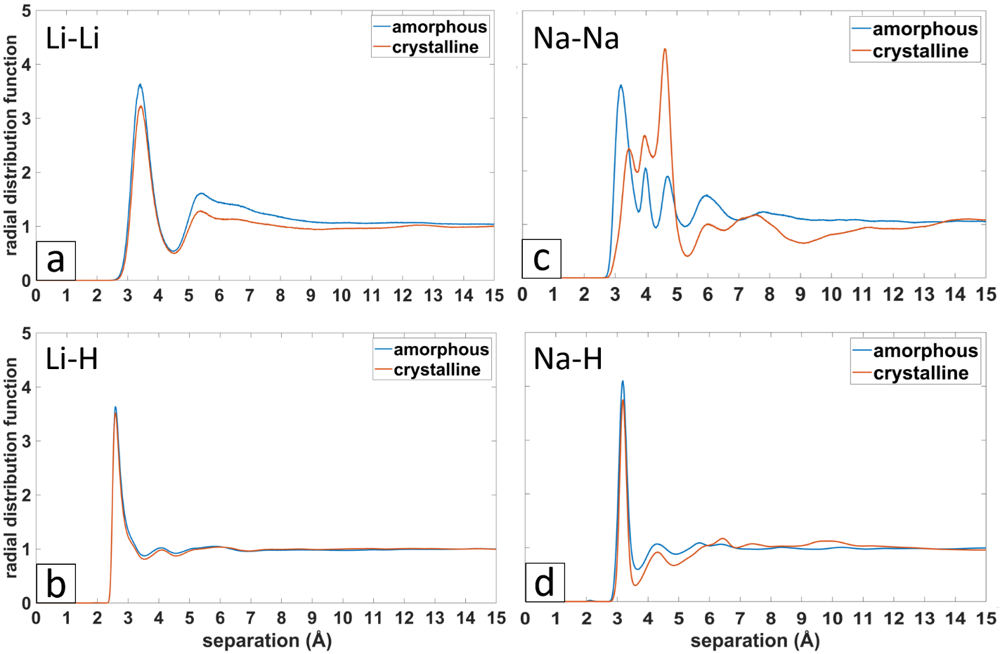 5
4
3
2
1
0
radial distribution function
Li-Li
amorphous
crystalline
a
0 1 2 3 4 5 6 7 8 9 10 11 12 13 14 15
Na-Na
amorphous
crystalline
c
0 1 2 3 4 5 6 7 8 9 10 11 12 13 14 15
5
4
3
2
1
0
radial distribution function
Li-H
amorphous
crystalline
b
0 1 2 3 4 5 6 7 8 9 10 11 12 13 14 15
separation (Å)
Na-H
amorphous
crystalline
d
0 1 2 3 4 5 6 7 8 9 10 11 12 13 14 15
separation (Å)